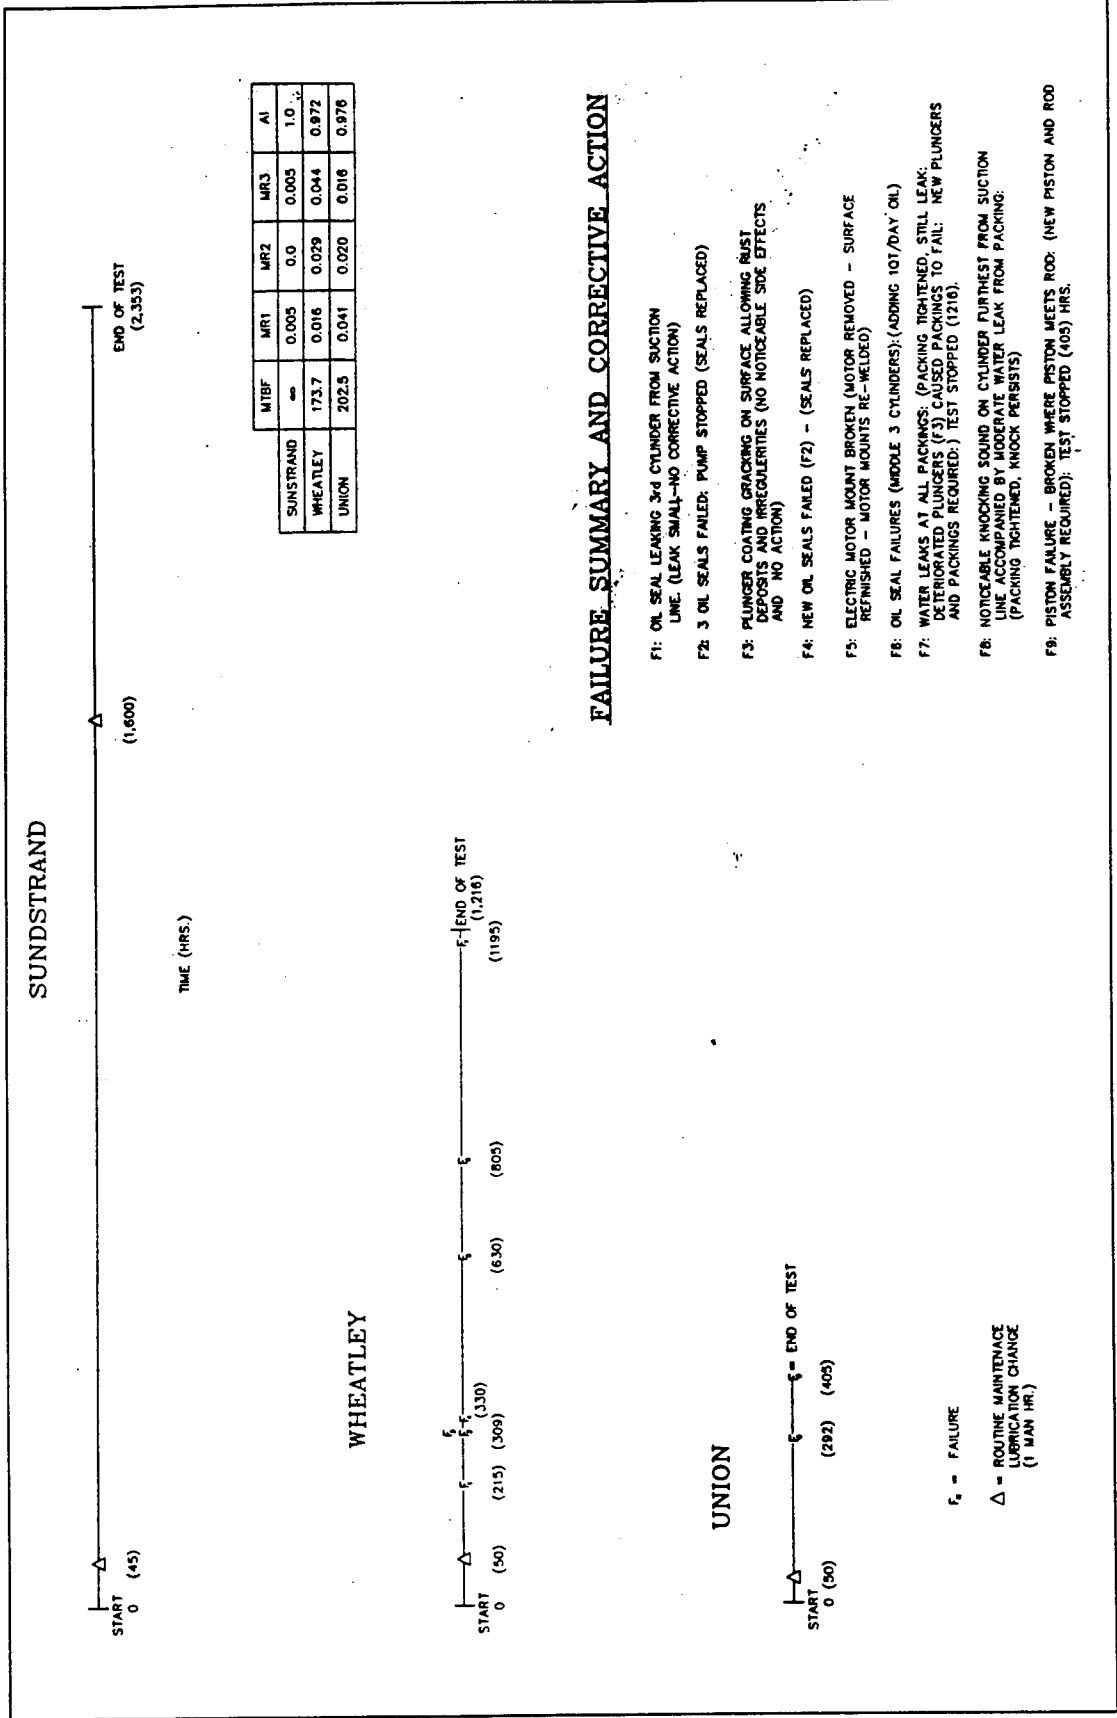 SUNDSTRAND
START
0
(45)
(1,600)
END OF TEST
(2,353)
TIME (HRS.)
MTBF MR1 MR2 MR3 AI
SUNSTRAND ∞ 0.005 0.0 0.005 1.0
WHEATLEY 173.7 0.016 0.029 0.044 0.972
UNION 202.5 0.041 0.020 0.016 0.976
WHEATLEY
START
0
(50)
(215)
(309)
(330)
(630)
(805)
(1195)
END OF TEST
(1,216)
UNION
START
0 (50)
(292)
(405)
= END OF TEST
= FAILURE
Δ = ROUTINE MAINTENACE
LUBRICATION CHANGE
(1 MAN HR.)
FAILURE SUMMARY AND CORRECTIVE ACTION
F1: OIL SEAL LEAKING 3rd CYLINDER FROM SUCTION
LINE. (LEAK SMALL--NO CORRECTIVE ACTION)
F2: 3 OIL SEALS FAILED: PUMP STOPPED (SEALS REPLACED)
F3: PLUNGER COATING CRACKING ON SURFACE ALLOWING RUST
DEPOSITS AND IRREGULERITIES (NO NOTICEABLE SIDE EFFECTS
AND NO ACTION)
F4: NEW OIL SEALS FAILED (F2) - (SEALS REPLACED)
F5: ELECTRIC MOTOR MOUNT BROKEN (MOTOR REMOVED - SURFACE
REFINISHED - MOTOR MOUNTS RE-WELDED)
F6: OIL SEAL FAILURES (MIDDLE 3 CYLINDERS):(ADDING 1QT/DAY OIL)
F7: WATER LEAKS AT ALL PACKINGS: (PACKING TIGHTENED, STILL LEAK:
DETERIORATED PLUNGERS (F3) CAUSED PACKINGS TO FAIL: NEW PLUNGERS
AND PACKINGS REQUIRED:) TEST STOPPED (1216).
F8: NOTICEABLE KNOCKING SOUND ON CYLINDER FURTHEST FROM SUCTION
LINE ACCOMPANIED BY MODERATE WATER LEAK FROM PACKING:
(PACKING TIGHTENED, KNOCK PERSISTS)
F9: PISTON FAILURE - BROKEN WHERE PISTON MEETS ROD: (NEW PISTON AND ROD
ASSEMBLY REQUIRED): TEST STOPPED (405) HRS.